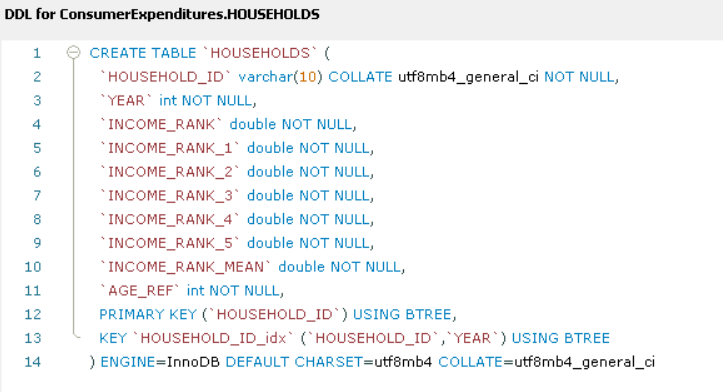 DDL for ConsumerExpenditures.HOUSEHOLDS
1 CREATE TABLE `HOUSEHOLDS` (
2 `HOUSEHOLD_ID` varchar(10) COLLATE utf8mb4_general_ci NOT NULL,
3 `YEAR` int NOT NULL,
4 `INCOME_RANK` double NOT NULL,
5 `INCOME_RANK_1` double NOT NULL,
6 `INCOME_RANK_2` double NOT NULL,
7 `INCOME_RANK_3` double NOT NULL,
8 `INCOME_RANK_4` double NOT NULL,
9 `INCOME_RANK_5` double NOT NULL,
10 `INCOME_RANK_MEAN` double NOT NULL,
11 `AGE_REF` int NOT NULL,
12 PRIMARY KEY (`HOUSEHOLD_ID`) USING BTREE,
13 KEY `HOUSEHOLD_ID_idx` (`HOUSEHOLD_ID`,`YEAR`) USING BTREE
14 ) ENGINE=InnoDB DEFAULT CHARSET=utf8mb4 COLLATE=utf8mb4_general_ci